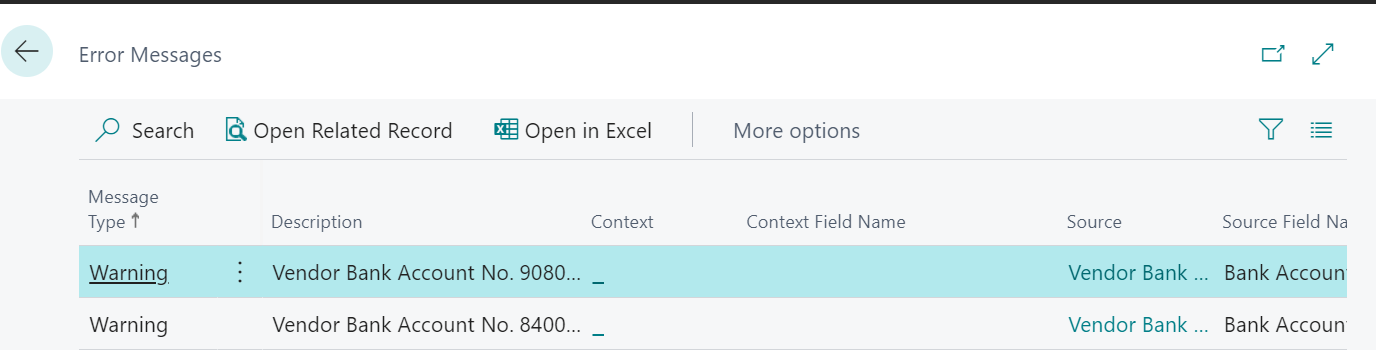 Error Messages
Search Open Related Record Open in Excel More options
Message
Type ↑ Description Context Context Field Name Source Source Field Na
Warning Vendor Bank Account No. 9080... _ Vendor Bank ... Bank Accoun
Warning Vendor Bank Account No. 8400... _ Vendor Bank ... Bank Accoun